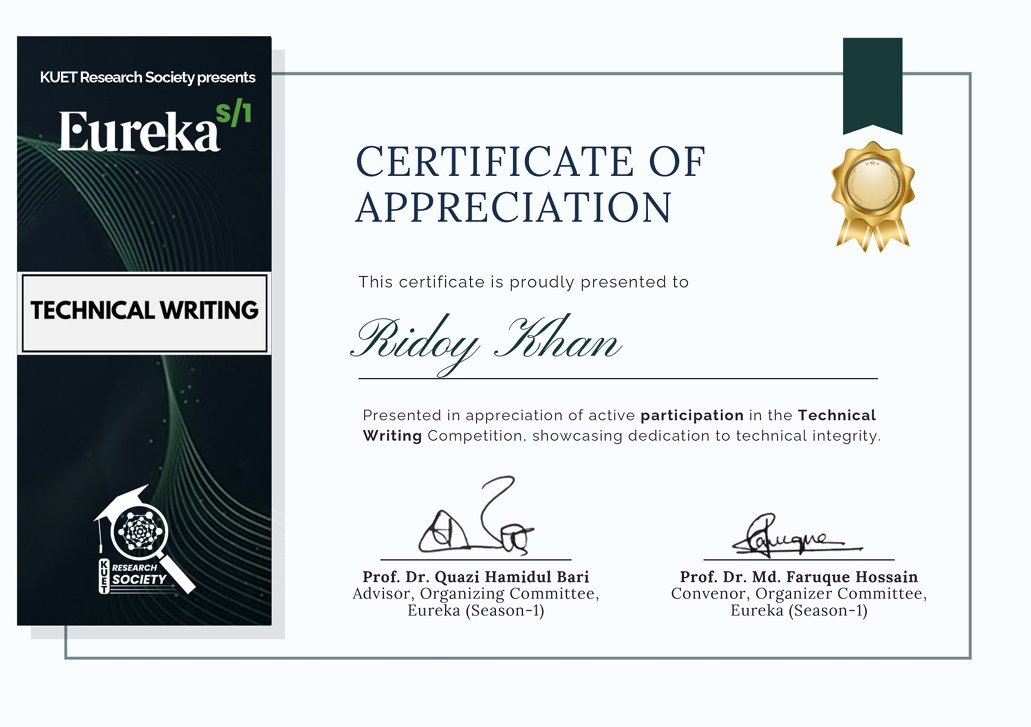 KUET Research Society presents
Eureka s/1
TECHNICAL WRITING
KUET
RESEARCH
SOCIETY
CERTIFICATE OF
APPRECIATION
This certificate is proudly presented to
Ridoy Khan
Presented in appreciation of active participation in the Technical
Writing Competition, showcasing dedication to technical integrity.
Prof. Dr. Quazi Hamidul Bari
Advisor, Organizing Committee,
Eureka (Season-1)
Faruque
Prof. Dr. Md. Faruque Hossain
Convenor, Organizer Committee,
Eureka (Season-1)